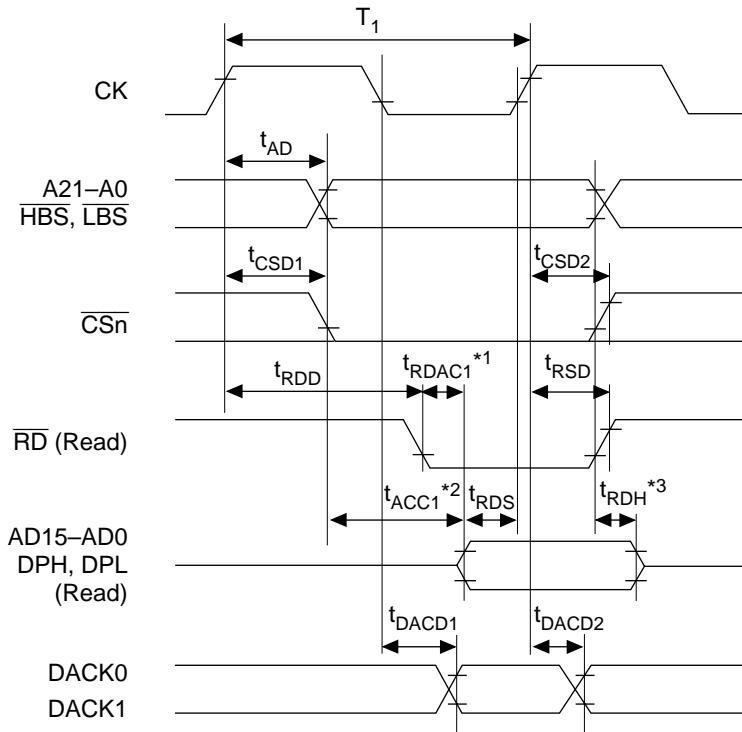 T1
CK
tAD
A21–A0
HBS, LBS
tCSD1
tCSD2
CSn
tRDD
tRDAC1*1
tRSD
RD (Read)
tACC1*2
tRDS
tRDH*3
AD15–AD0
DPH, DPL
(Read)
tDACD1
tDACD2
DACK0
DACK1